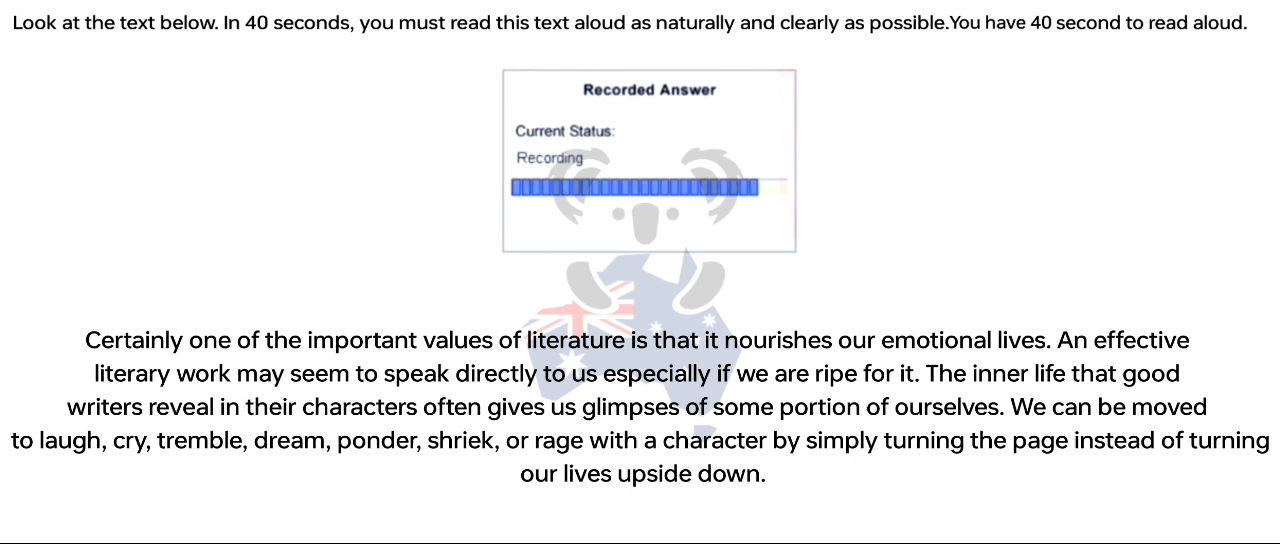 Look at the text below. In 40 seconds, you must read this text aloud as naturally and clearly as possible.You have 40 second to read aloud.
Recorded Answer
Current Status:
Recording
Certainly one of the important values of literature is that it nourishes our emotional lives. An effective
literary work may seem to speak directly to us especially if we are ripe for it. The inner life that good
writers reveal in their characters often gives us glimpses of some portion of ourselves. We can be moved
to laugh, cry, tremble, dream, ponder, shriek, or rage with a character by simply turning the page instead of turning
our lives upside down.